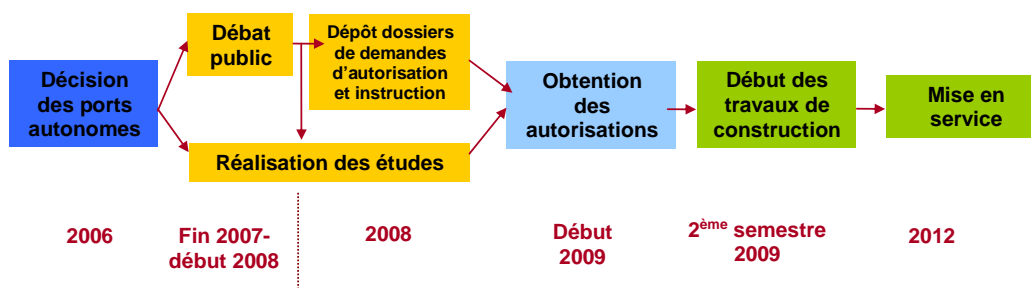 Décision
des ports
autonomes
Débat
public
Dépôt dossiers
de demandes
d'autorisation
et instruction
Réalisation des études
Obtention
des
autorisations
Début des
travaux de
construction
Mise en
service
2006
Fin 2007-
début 2008
2008
Début
2009
2ème semestre
2009
2012